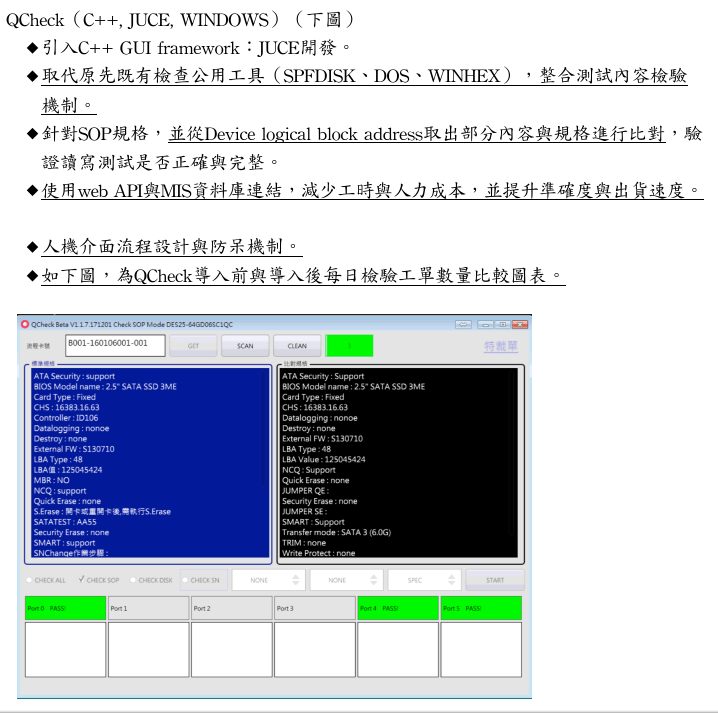 QCheck（C++, JUCE, WINDOWS）（下圖）
◆引入C++ GUI framework：JUCE開發。
◆取代原先既有檢查公用工具（SPFDISK、DOS、WINHEX），整合測試內容檢驗
機制。
◆針對SOP規格，並從Device logical block address取出部分內容與規格進行比對，驗
證讀寫測試是否正確與完整。
◆使用web API與MIS資料庫連結，減少工時與人力成本，並提升準確度與出貨速度。
◆人機介面流程設計與防呆機制。
◆如下圖，為QCheck導入前與導入後每日檢驗工單數量比較圖表。
QCheck Beta V1.1.7.171201 Check SOP Mode DES25-64GD06SC1QC
流程卡號 B001-160106001-001 GET SCAN CLEAN 特裁單
標準規格
ATA Security : support
BIOS Model name : 2.5" SATA SSD 3ME
Card Type : Fixed
CHS : 16383.16.63
Controller : ID106
Datalogging : nonoe
Destroy : none
External FW : S130710
LBA Type : 48
LBA值 : 125045424
MBR : NO
NCQ : support
Quick Erase : none
S.Erase : 開卡或重開卡後,需執行S.Erase
SATATEST : AA55
Security Erase : none
SMART : support
SNChange作業步驟 :
比對規格
ATA Security : Support
BIOS Model name : 2.5" SATA SSD 3ME
Card Type : Fixed
CHS : 16383.16.63
Datalogging : nonoe
Destroy : none
External FW : S130710
LBA Type : 48
LBA Value : 125045424
NCQ : Support
Quick Erase : none
JUMPER QE :
Security Erase : none
JUMPER SE :
SMART : Support
Transfer mode : SATA 3 (6.0G)
TRIM : none
Write Protect : none
CHECK ALL CHECK SOP CHECK DISK CHECK SN NONE NONE SPEC START
Port 0 PASS! Port 1 Port 2 Port 3 Port 4 PASS! Port 5 PASS!